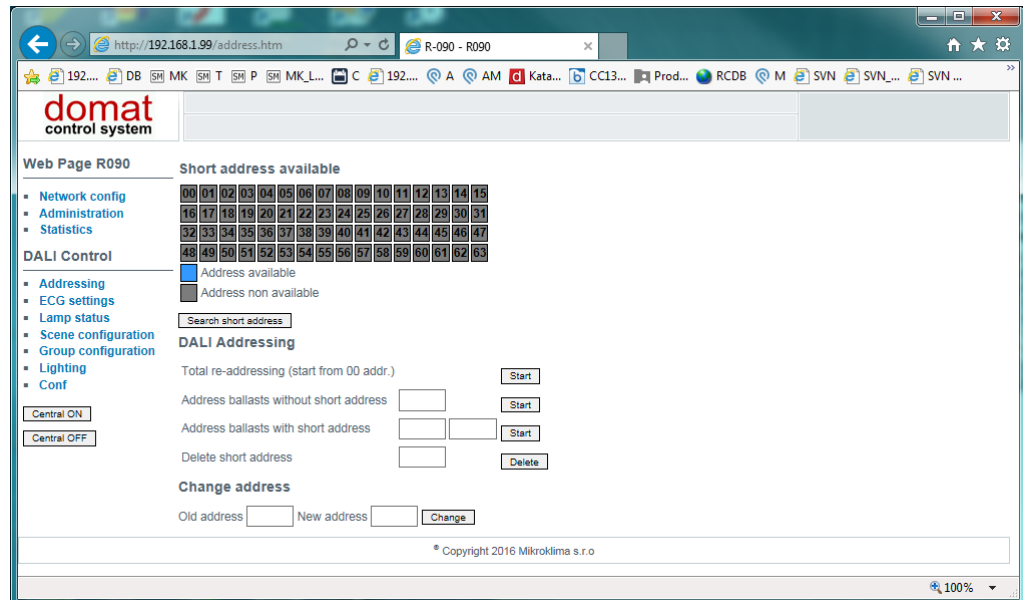 http://192.168.1.99/address.htm
R-090 - R090
192.... DB MK T P MK_L... C 192.... A AM Kata... CC13... Prod... RCDB M SVN SVN_... SVN ...
domat
control system
Web Page R090
Network config
Administration
Statistics
DALI Control
Addressing
ECG settings
Lamp status
Scene configuration
Group configuration
Lighting
Conf
Central ON
Central OFF
Short address available
00 01 02 03 04 05 06 07 08 09 10 11 12 13 14 15
16 17 18 19 20 21 22 23 24 25 26 27 28 29 30 31
32 33 34 35 36 37 38 39 40 41 42 43 44 45 46 47
48 49 50 51 52 53 54 55 56 57 58 59 60 61 62 63
Address available
Address non available
Search short address
DALI Addressing
Total re-addressing (start from 00 addr.) Start
Address ballasts without short address Start
Address ballasts with short address Start
Delete short address Delete
Change address
Old address New address Change
® Copyright 2016 Mikroklima s.r.o
100%